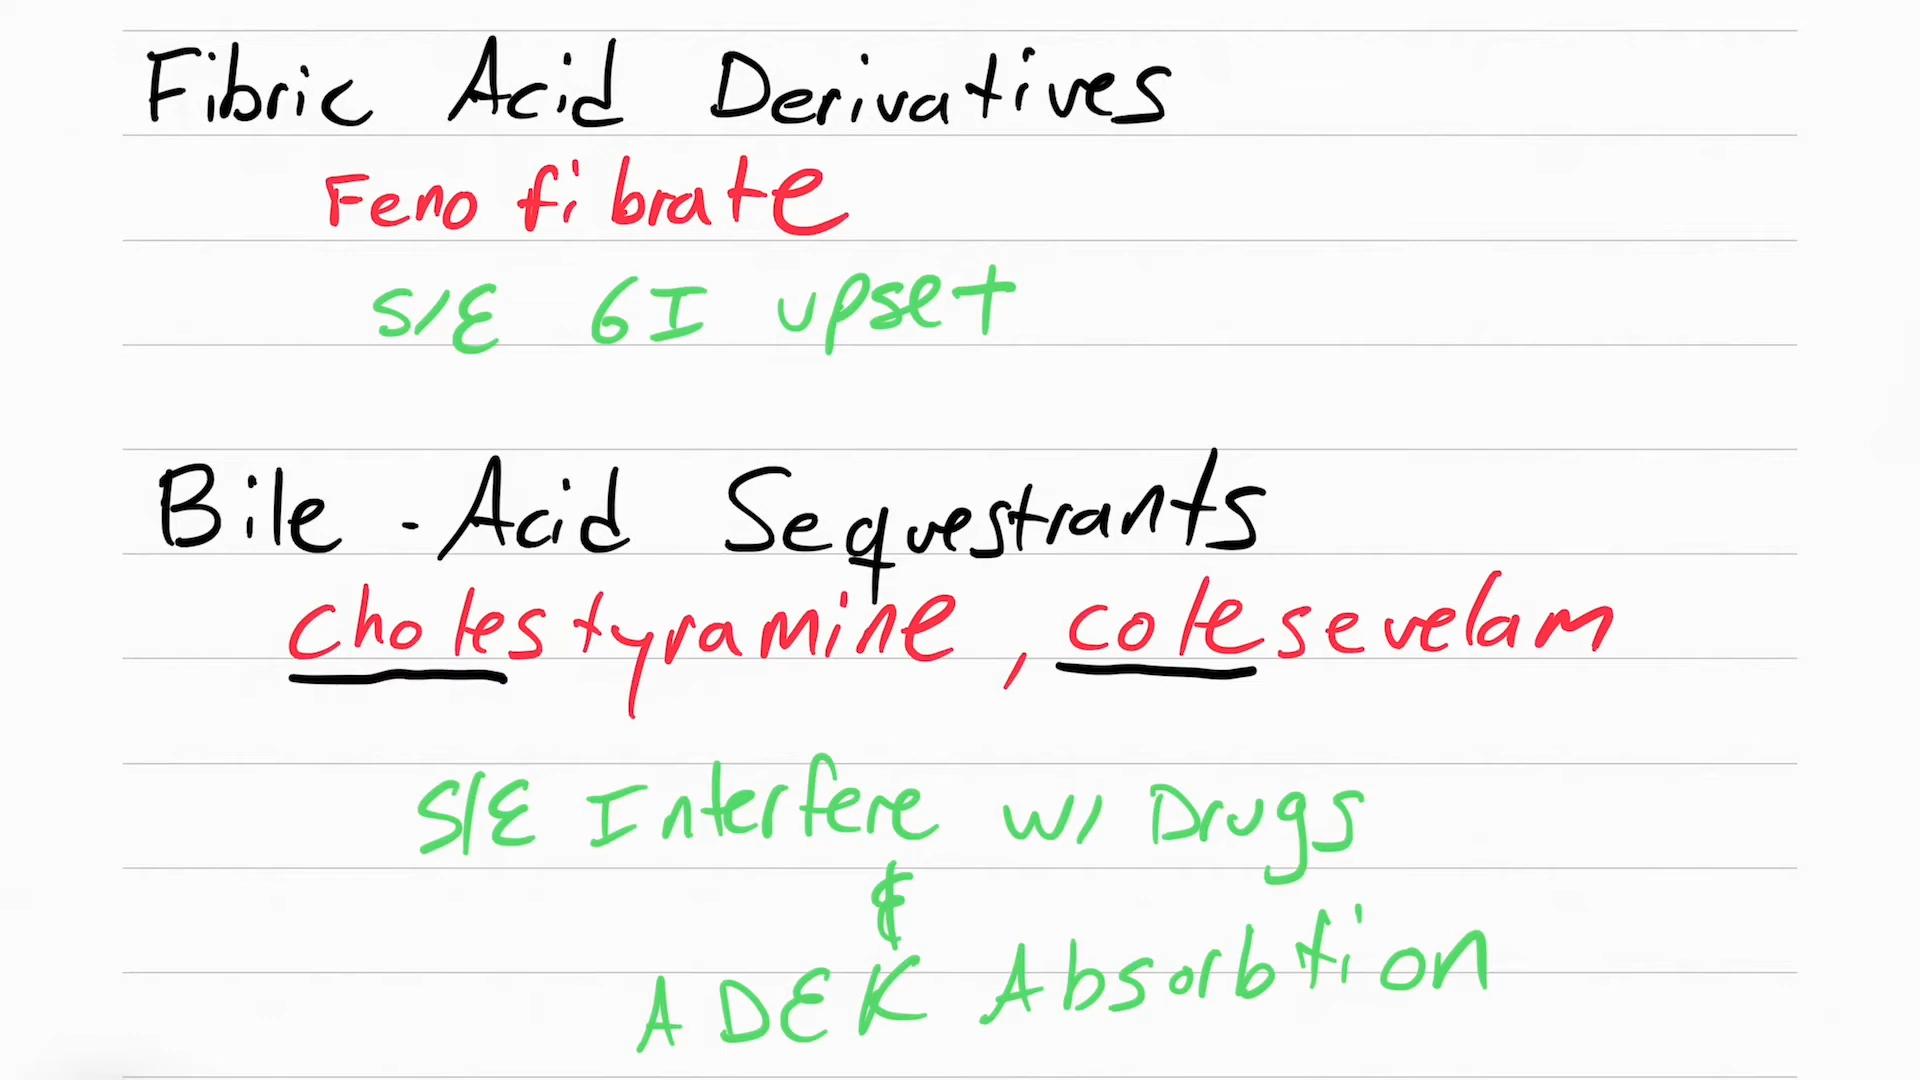 Fibric Acid Derivatives
Fenofibrate
S/E GI upset
Bile-Acid Sequestrants
cholestyramine, colesevelam
S/E Interfere w/ Drugs
&
ADEK Absorbtion